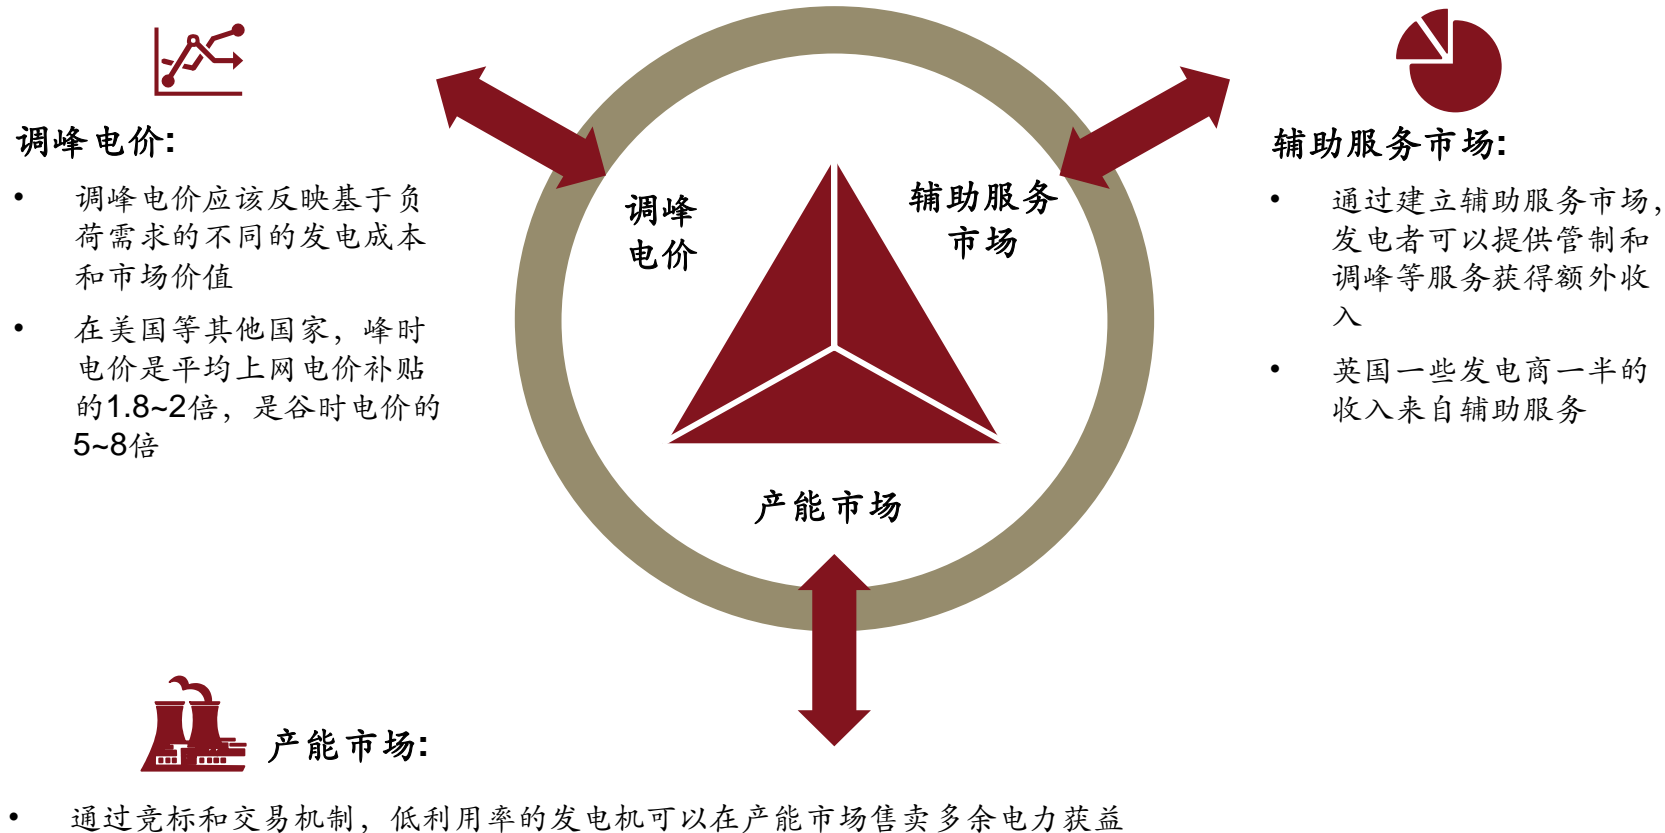 调峰电价:
• 调峰电价应该反映基于负
荷需求的不同的发电成本
和市场价值
• 在美国等其他国家，峰时
电价是平均上网电价补贴
的1.8~2倍，是谷时电价的
5~8倍
调峰
电价
辅助服务
市场
产能市场
辅助服务市场:
• 通过建立辅助服务市场，
发电者可以提供管制和
调峰等服务获得额外收
入
• 英国一些发电商一半的
收入来自辅助服务
产能市场:
• 通过竞标和交易机制，低利用率的发电机可以在产能市场售卖多余电力获益